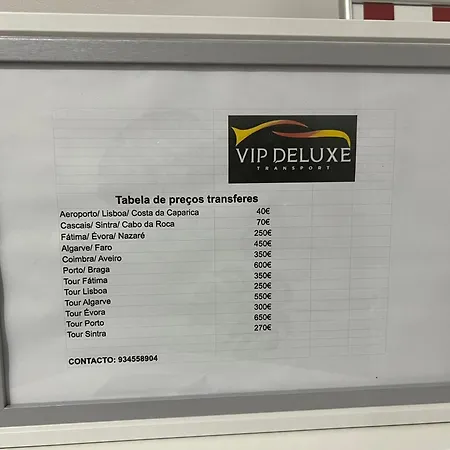 VIP DELUXE
TRANSPORT
Tabela de preços transferes
Aeroporto/ Lisboa/ Costa da Caparica 40€
Cascais/ Sintra/ Cabo da Roca 70€
Fátima/ Évora/ Nazaré 250€
Algarve/ Faro 450€
Coimbra/ Aveiro 350€
Porto/ Braga 600€
Tour Fátima 350€
Tour Lisboa 250€
Tour Algarve 550€
Tour Évora 300€
Tour Porto 650€
Tour Sintra 270€
CONTACTO: 934558904